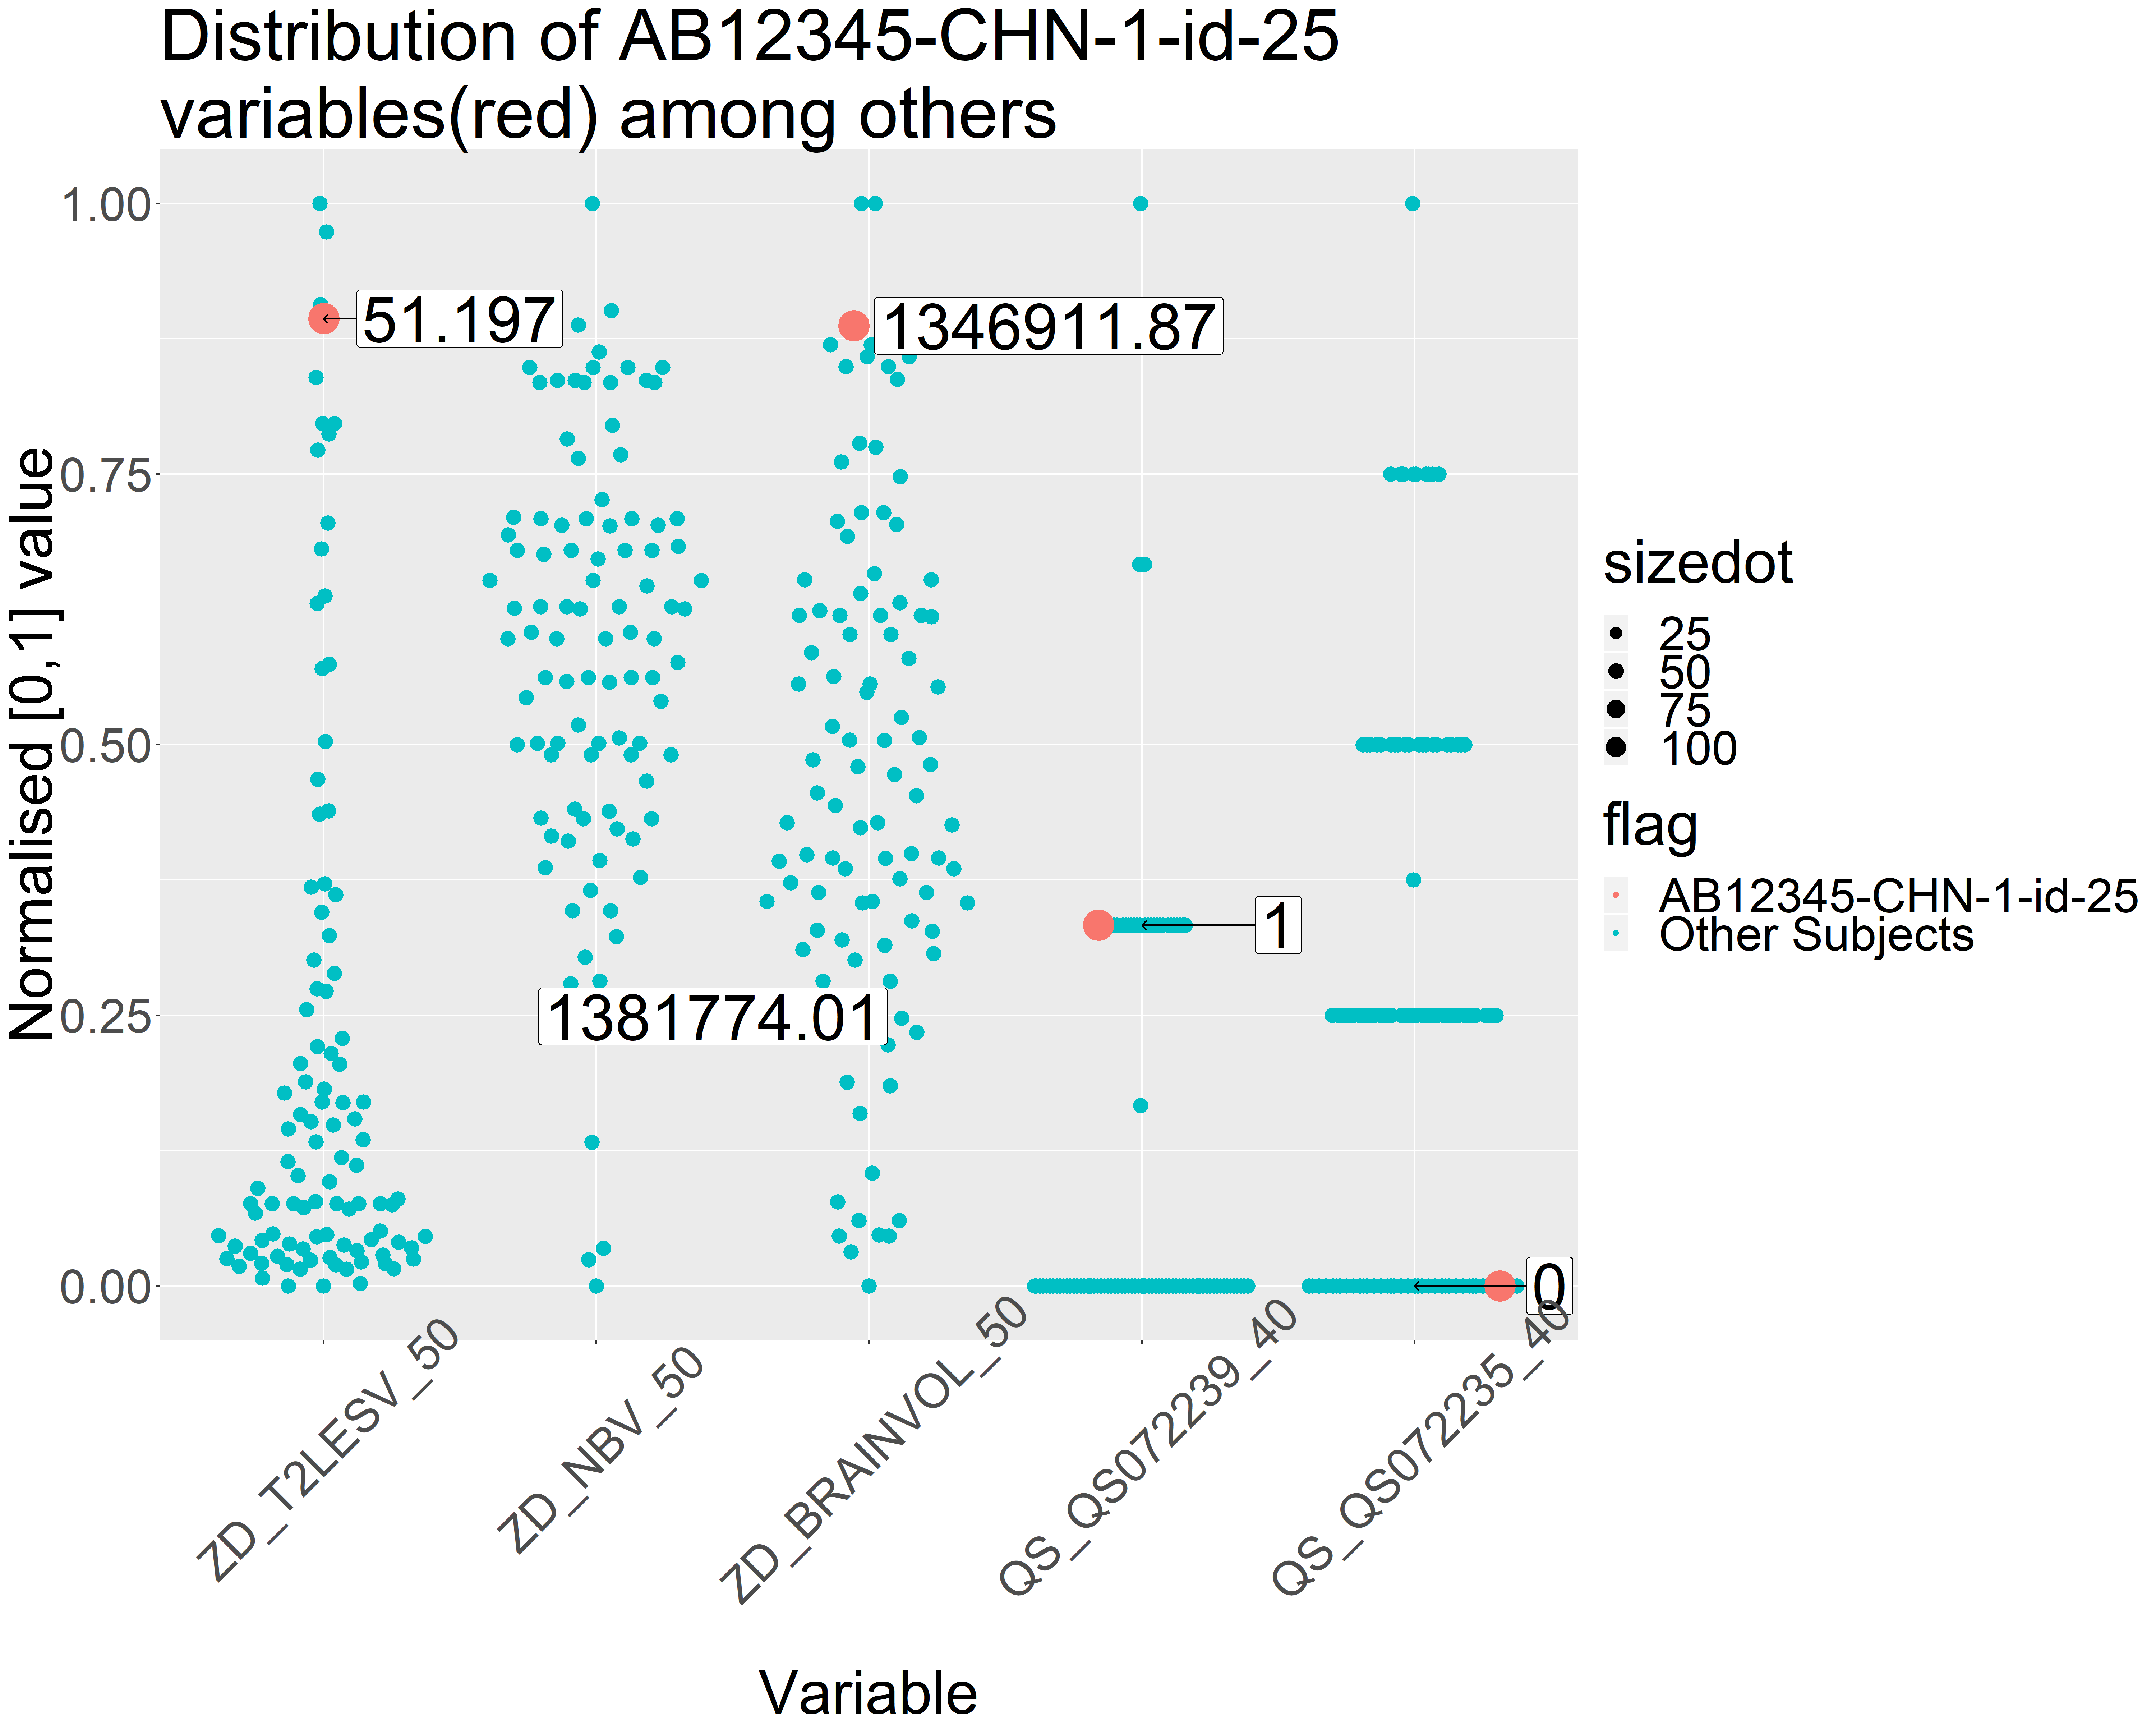 Distribution of AB12345-CHN-1-id-25
variables(red) among others
Normalised [0,1] value
1.00
0.75
0.50
0.25
0.00
51.197
1346911.87
1381774.01
1
0
ZD_T2LESV_50
ZD_NBV_50
ZD_BRAINVOL_50
QS_QS072239_40
QS_QS072235_40
Variable
sizedot
25
50
75
100
flag
AB12345-CHN-1-id-25
Other Subjects